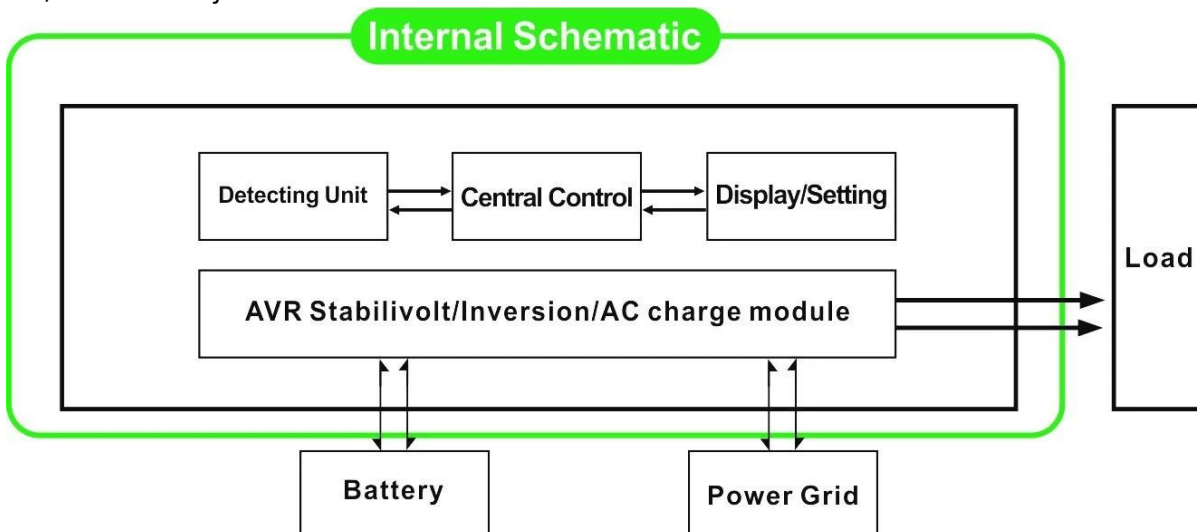 Internal Schematic
Detecting Unit
Central Control
Display/Setting
Load
AVR Stabilivolt/Inversion/AC charge module
Battery
Power Grid